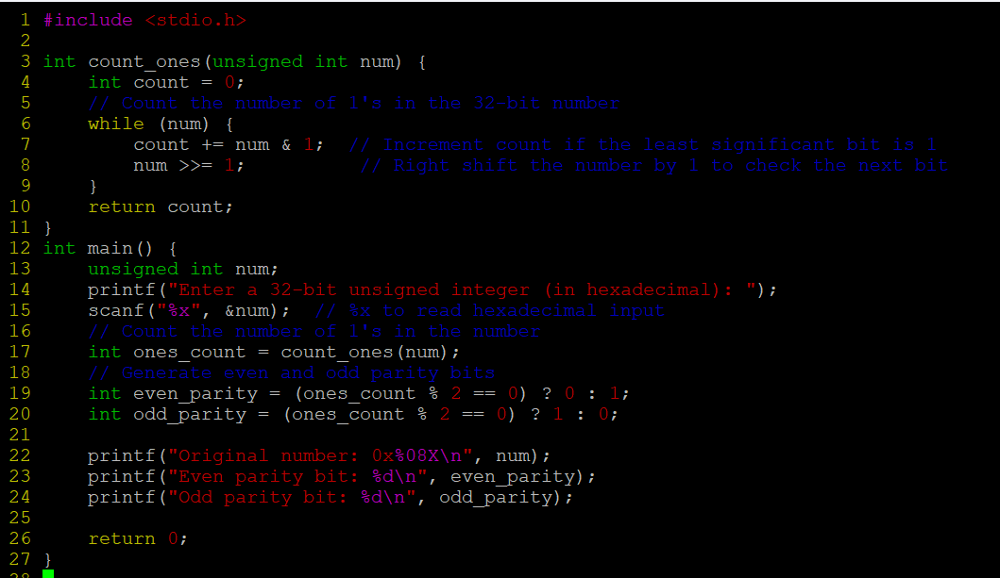 1 #include <stdio.h>
2
3 int count_ones(unsigned int num) {
4     int count = 0;
5     // Count the number of 1's in the 32-bit number
6     while (num) {
7         count += num & 1;  // Increment count if the least significant bit is 1
8         num >>= 1;          // Right shift the number by 1 to check the next bit
9     }
10     return count;
11 }
12 int main() {
13     unsigned int num;
14     printf("Enter a 32-bit unsigned integer (in hexadecimal): ");
15     scanf("%x", &num);  // %x to read hexadecimal input
16     // Count the number of 1's in the number
17     int ones_count = count_ones(num);
18     // Generate even and odd parity bits
19     int even_parity = (ones_count % 2 == 0) ? 0 : 1;
20     int odd_parity = (ones_count % 2 == 0) ? 1 : 0;
21
22     printf("Original number: 0x%08X\n", num);
23     printf("Even parity bit: %d\n", even_parity);
24     printf("Odd parity bit: %d\n", odd_parity);
25
26     return 0;
27 }
28